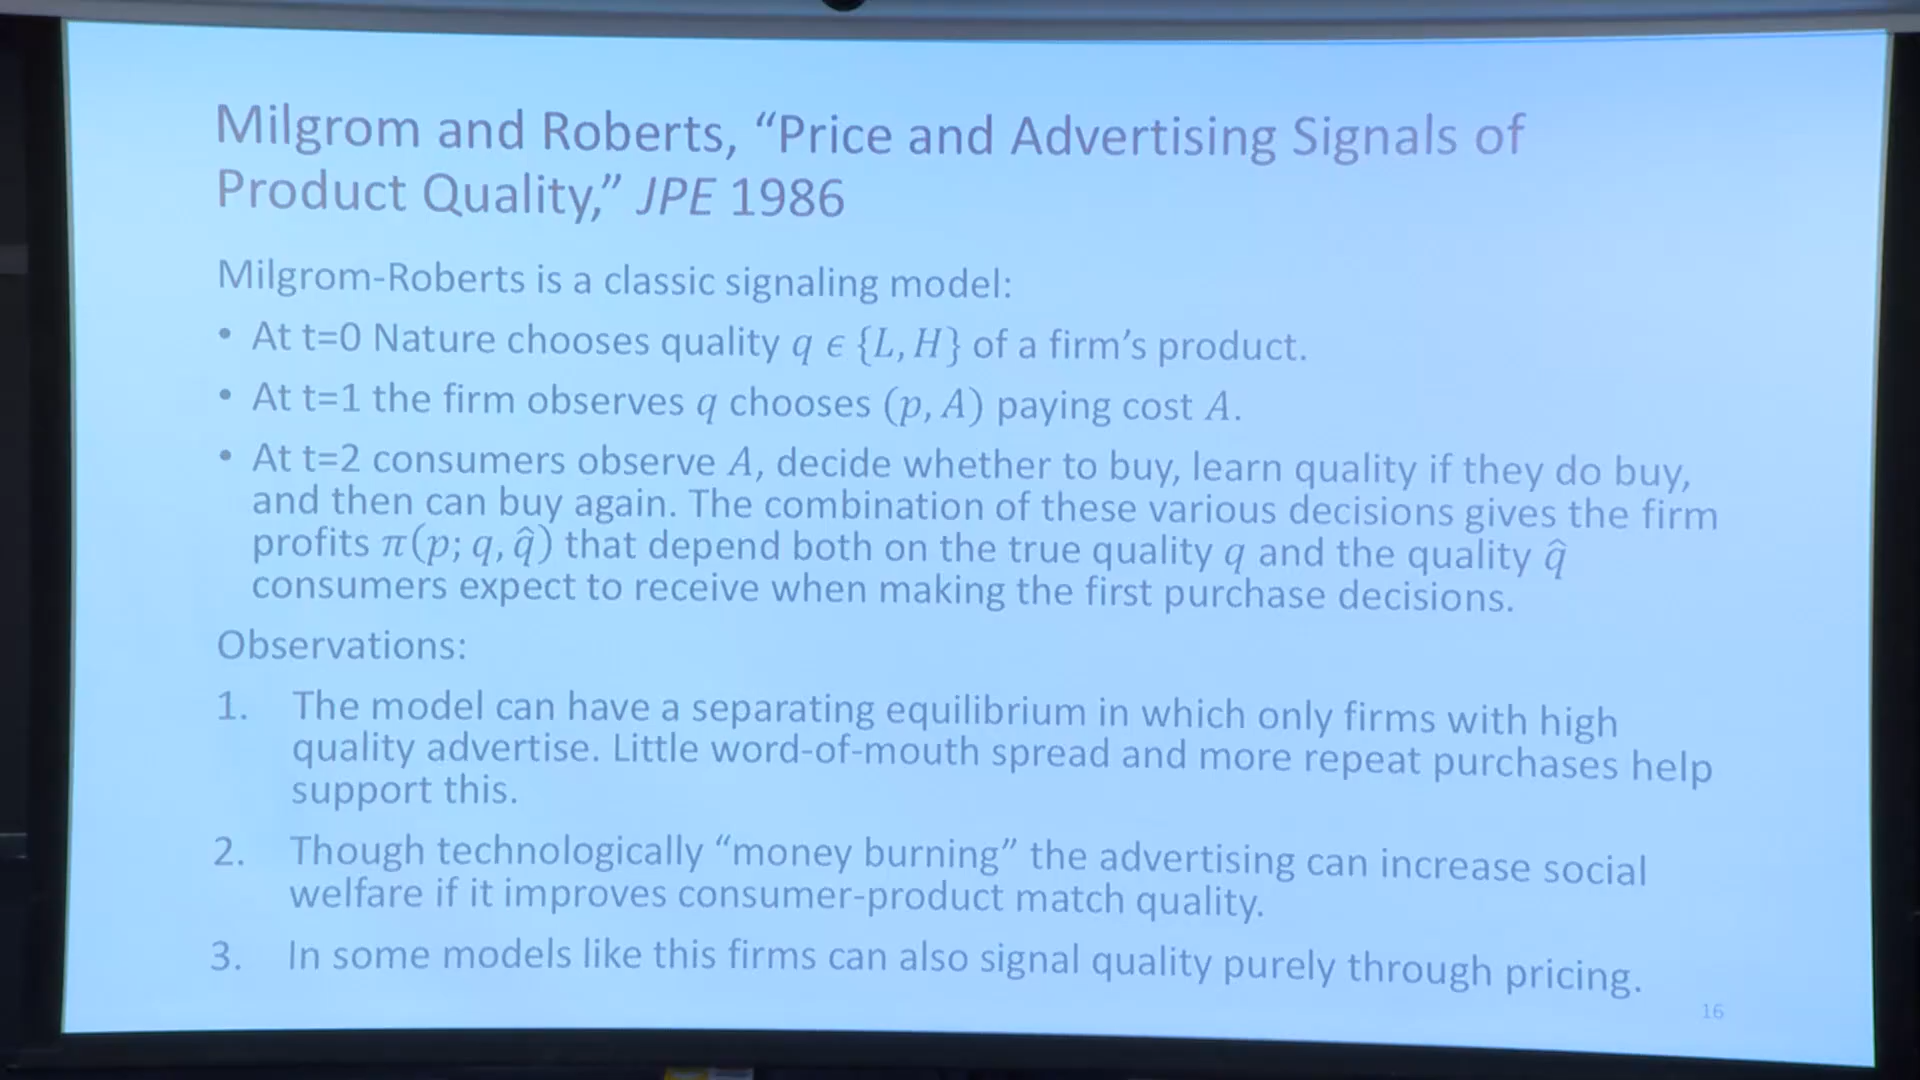 Milgrom and Roberts, “Price and Advertising Signals of
Product Quality,” JPE 1986
Milgrom-Roberts is a classic signaling model:
• At t=0 Nature chooses quality q ϵ {L, H} of a firm’s product.
• At t=1 the firm observes q chooses (p, A) paying cost A.
• At t=2 consumers observe A, decide whether to buy, learn quality if they do buy,
and then can buy again. The combination of these various decisions gives the firm
profits π(p; q, q̂) that depend both on the true quality q and the quality q̂
consumers expect to receive when making the first purchase decisions.
Observations:
1. The model can have a separating equilibrium in which only firms with high
quality advertise. Little word-of-mouth spread and more repeat purchases help
support this.
2. Though technologically “money burning” the advertising can increase social
welfare if it improves consumer-product match quality.
3. In some models like this firms can also signal quality purely through pricing.
16